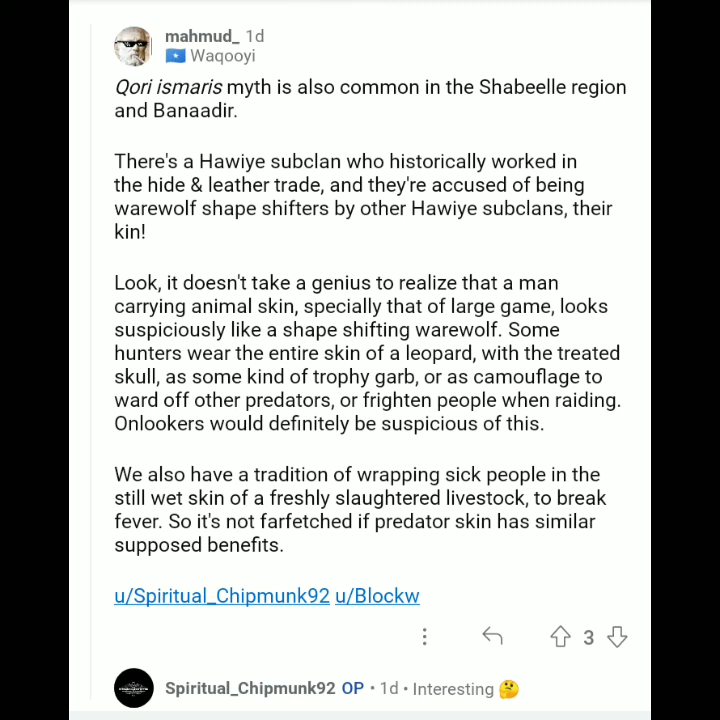 mahmud_ 1d
Waqooyi
Qori ismaris myth is also common in the Shabeelle region
and Banaadir.
There's a Hawiye subclan who historically worked in
the hide & leather trade, and they're accused of being
warewolf shape shifters by other Hawiye subclans, their
kin!
Look, it doesn't take a genius to realize that a man
carrying animal skin, specially that of large game, looks
suspiciously like a shape shifting warewolf. Some
hunters wear the entire skin of a leopard, with the treated
skull, as some kind of trophy garb, or as camouflage to
ward off other predators, or frighten people when raiding.
Onlookers would definitely be suspicious of this.
We also have a tradition of wrapping sick people in the
still wet skin of a freshly slaughtered livestock, to break
fever. So it's not farfetched if predator skin has similar
supposed benefits.
u/Spiritual_Chipmunk92 u/Blockw
3
Spiritual_Chipmunk92 OP • 1d • Interesting 🤔